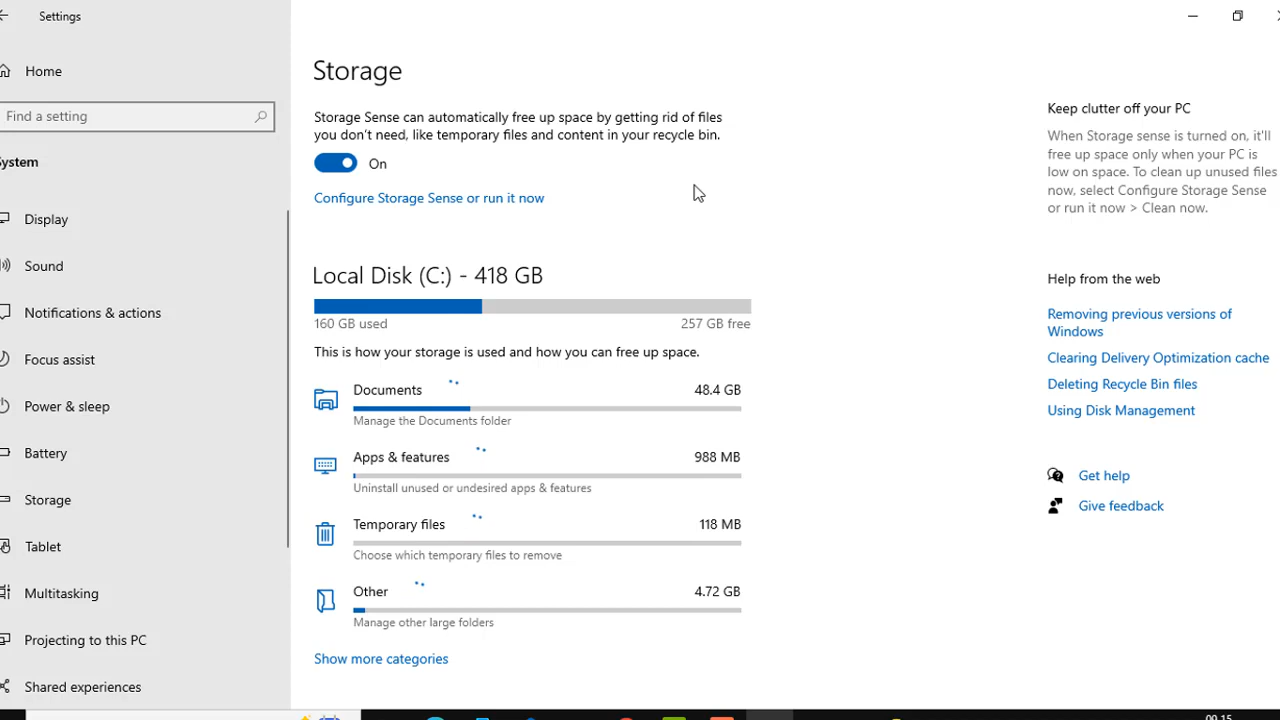 Settings
Home
Find a setting
System
Display
Sound
Notifications & actions
Focus assist
Power & sleep
Battery
Storage
Tablet
Multitasking
Projecting to this PC
Shared experiences
Storage
Storage Sense can automatically free up space by getting rid of files
you don't need, like temporary files and content in your recycle bin.
On
Configure Storage Sense or run it now
Local Disk (C:) - 418 GB
160 GB used
257 GB free
This is how your storage is used and how you can free up space.
Documents
48.4 GB
Manage the Documents folder
Apps & features
988 MB
Uninstall unused or undesired apps & features
Temporary files
118 MB
Choose which temporary files to remove
Other
4.72 GB
Manage other large folders
Show more categories
Keep clutter off your PC
When Storage sense is turned on, it'll
free up space only when your PC is
low on space. To clean up unused files
now, select Configure Storage Sense
or run it now > Clean now.
Help from the web
Removing previous versions of
Windows
Clearing Delivery Optimization cache
Deleting Recycle Bin files
Using Disk Management
Get help
Give feedback
09.15